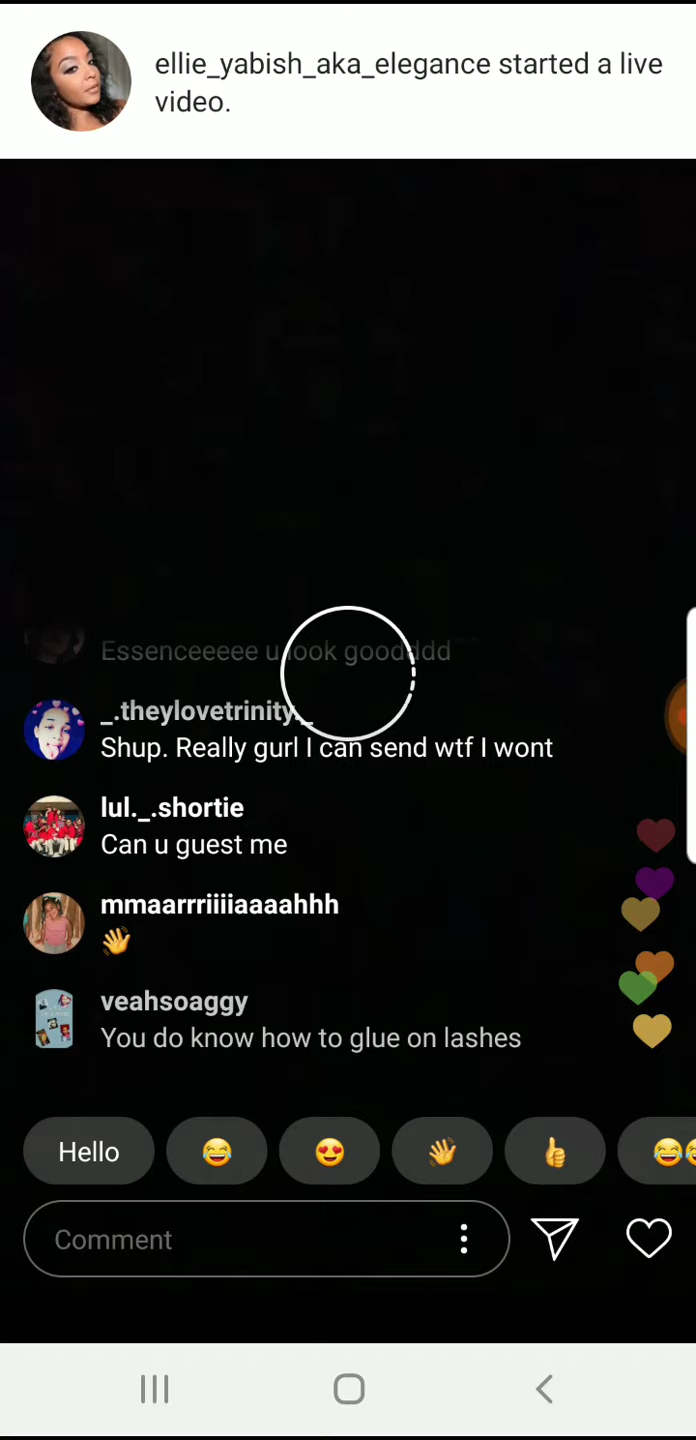 ellie_yabish_aka_elegance started a live
video.
Essenceeeee u look goodddd
_.theylovetrinity._
Shup. Really gurl I can send wtf I wont
lul._.shortie
Can u guest me
mmaarrriiiiaaaahhh
👋
veahsoaggy
You do know how to glue on lashes
Hello 😂 😍 👋 👍 😂😂
Comment